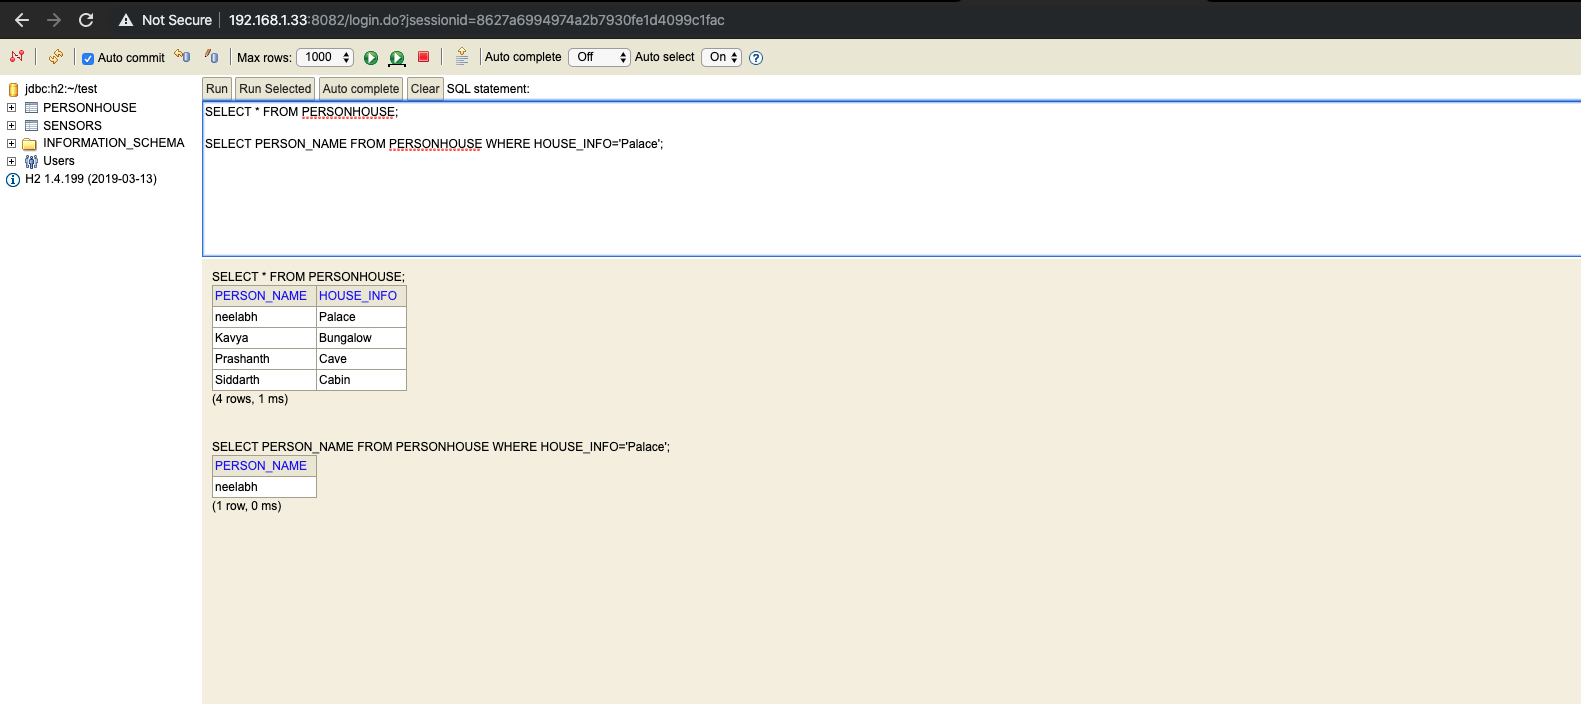 Not Secure 192.168.1.33:8082/login.do?jsessionid=8627a6994974a2b7930fe1d4099c1fac
Auto commit Max rows: 1000 Auto complete Off Auto select On
jdbc:h2:~/test
PERSONHOUSE
SENSORS
INFORMATION_SCHEMA
Users
H2 1.4.199 (2019-03-13)
Run Run Selected Auto complete Clear SQL statement:
SELECT * FROM PERSONHOUSE;
SELECT PERSON_NAME FROM PERSONHOUSE WHERE HOUSE_INFO='Palace';
SELECT * FROM PERSONHOUSE;
PERSON_NAME HOUSE_INFO
neelabh Palace
Kavya Bungalow
Prashanth Cave
Siddarth Cabin
(4 rows, 1 ms)
SELECT PERSON_NAME FROM PERSONHOUSE WHERE HOUSE_INFO='Palace';
PERSON_NAME
neelabh
(1 row, 0 ms)